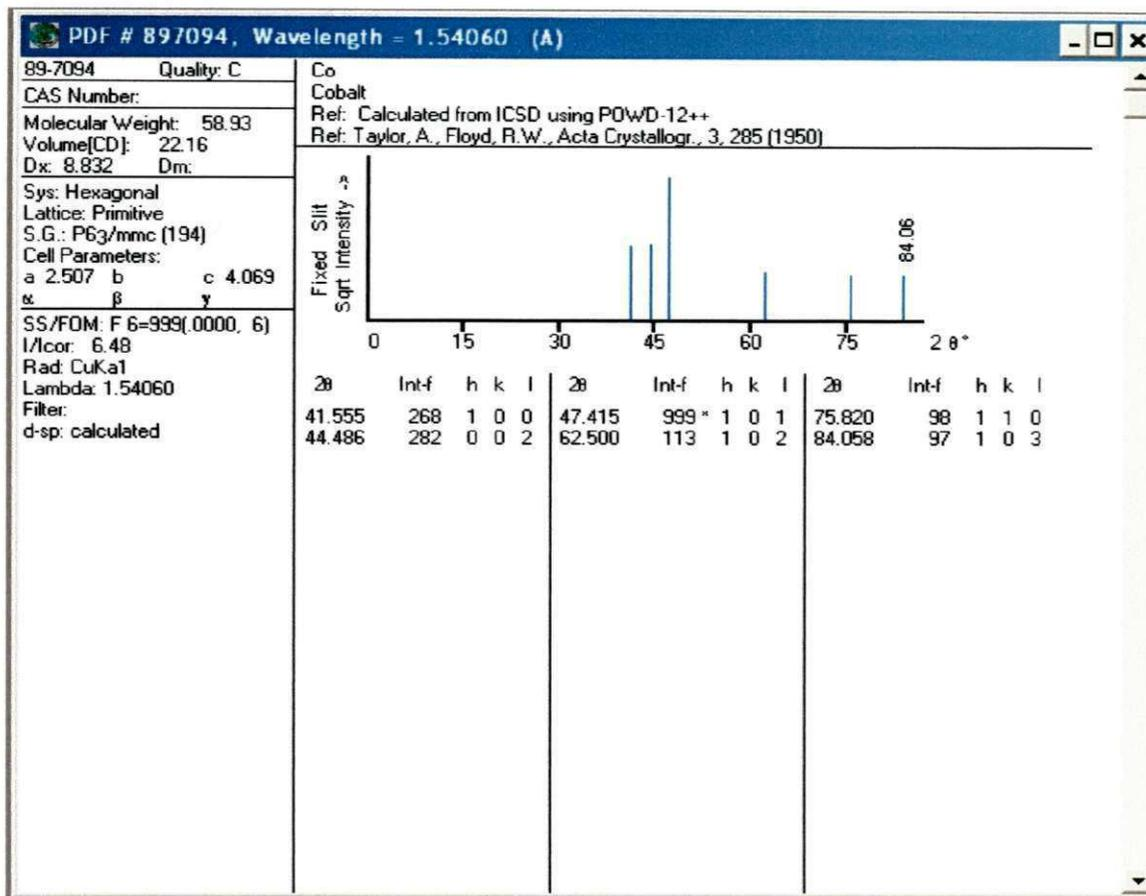 PDF # 897094, Wavelength = 1.54060 (A)
89-7094 Quality: C
CAS Number:
Molecular Weight: 58.93
Volume[CD]: 22.16
Dx: 8.832 Dm:
Sys: Hexagonal
Lattice: Primitive
S.G.: P63/mmc (194)
Cell Parameters:
a 2.507 b c 4.069
α β γ
SS/FOM: F 6=999(.0000, 6)
I/Icor: 6.48
Rad: CuKa1
Lambda: 1.54060
Filter:
d-sp: calculated
Co
Cobalt
Ref: Calculated from ICSD using POWD-12++
Ref: Taylor, A., Floyd, R.W., Acta Crystallogr., 3, 285 (1950)
Fixed Slit
Sqrt Intensity ->
84.06
0 15 30 45 60 75 2 θ°
2θ Int-f h k l 2θ Int-f h k l 2θ Int-f h k l
41.555 268 1 0 0 47.415 999 * 1 0 1 75.820 98 1 1 0
44.486 282 0 0 2 62.500 113 1 0 2 84.058 97 1 0 3